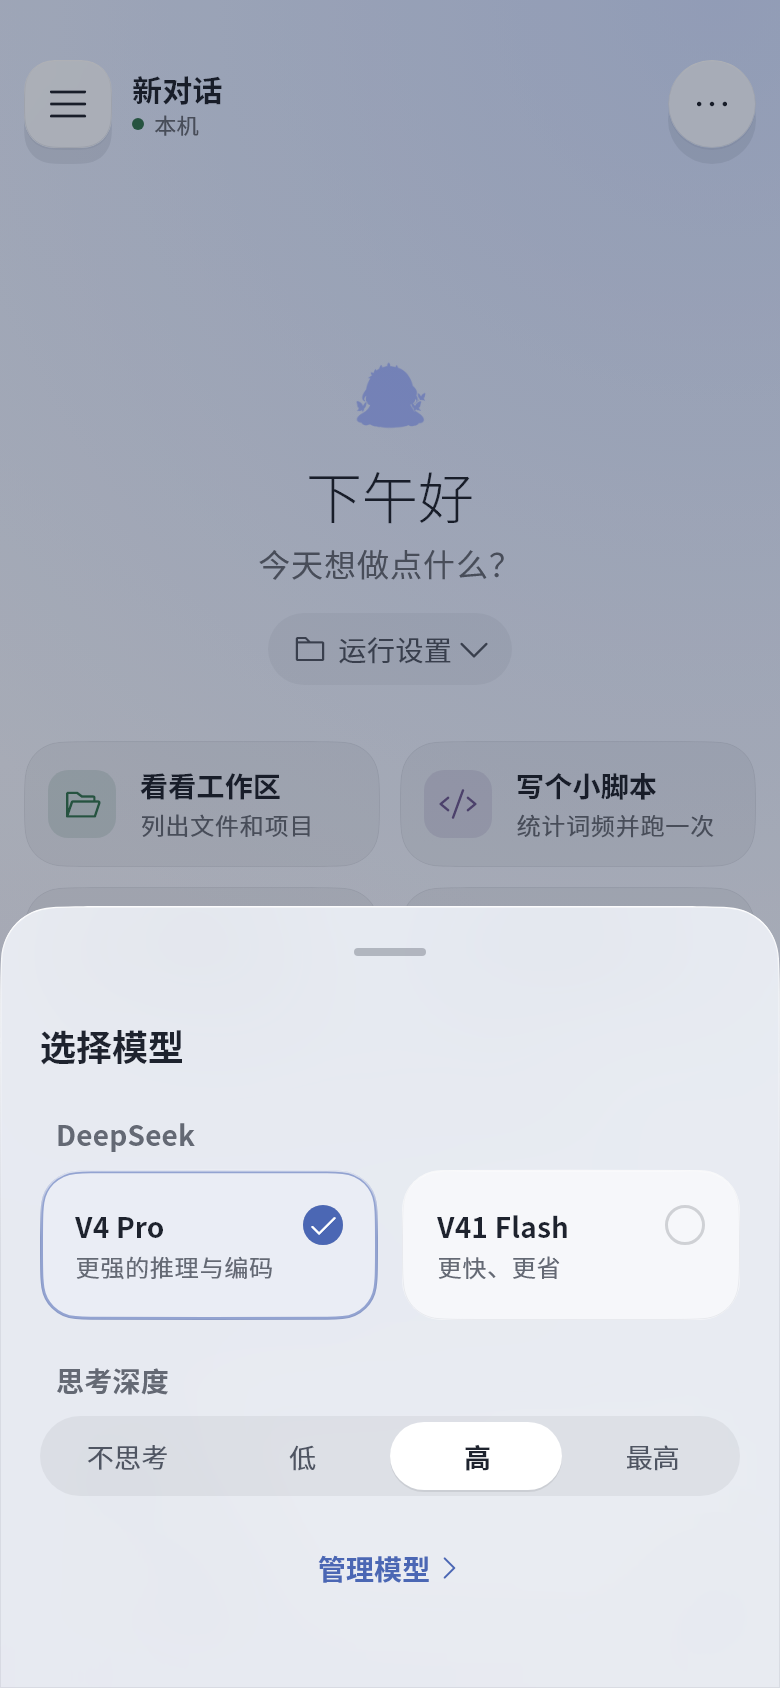 新对话
本机
下午好
今天想做点什么？
运行设置
看看工作区
列出文件和项目
写个小脚本
统计词频并跑一次
选择模型
DeepSeek
V4 Pro
更强的推理与编码
V41 Flash
更快、更省
思考深度
不思考
低
高
最高
管理模型